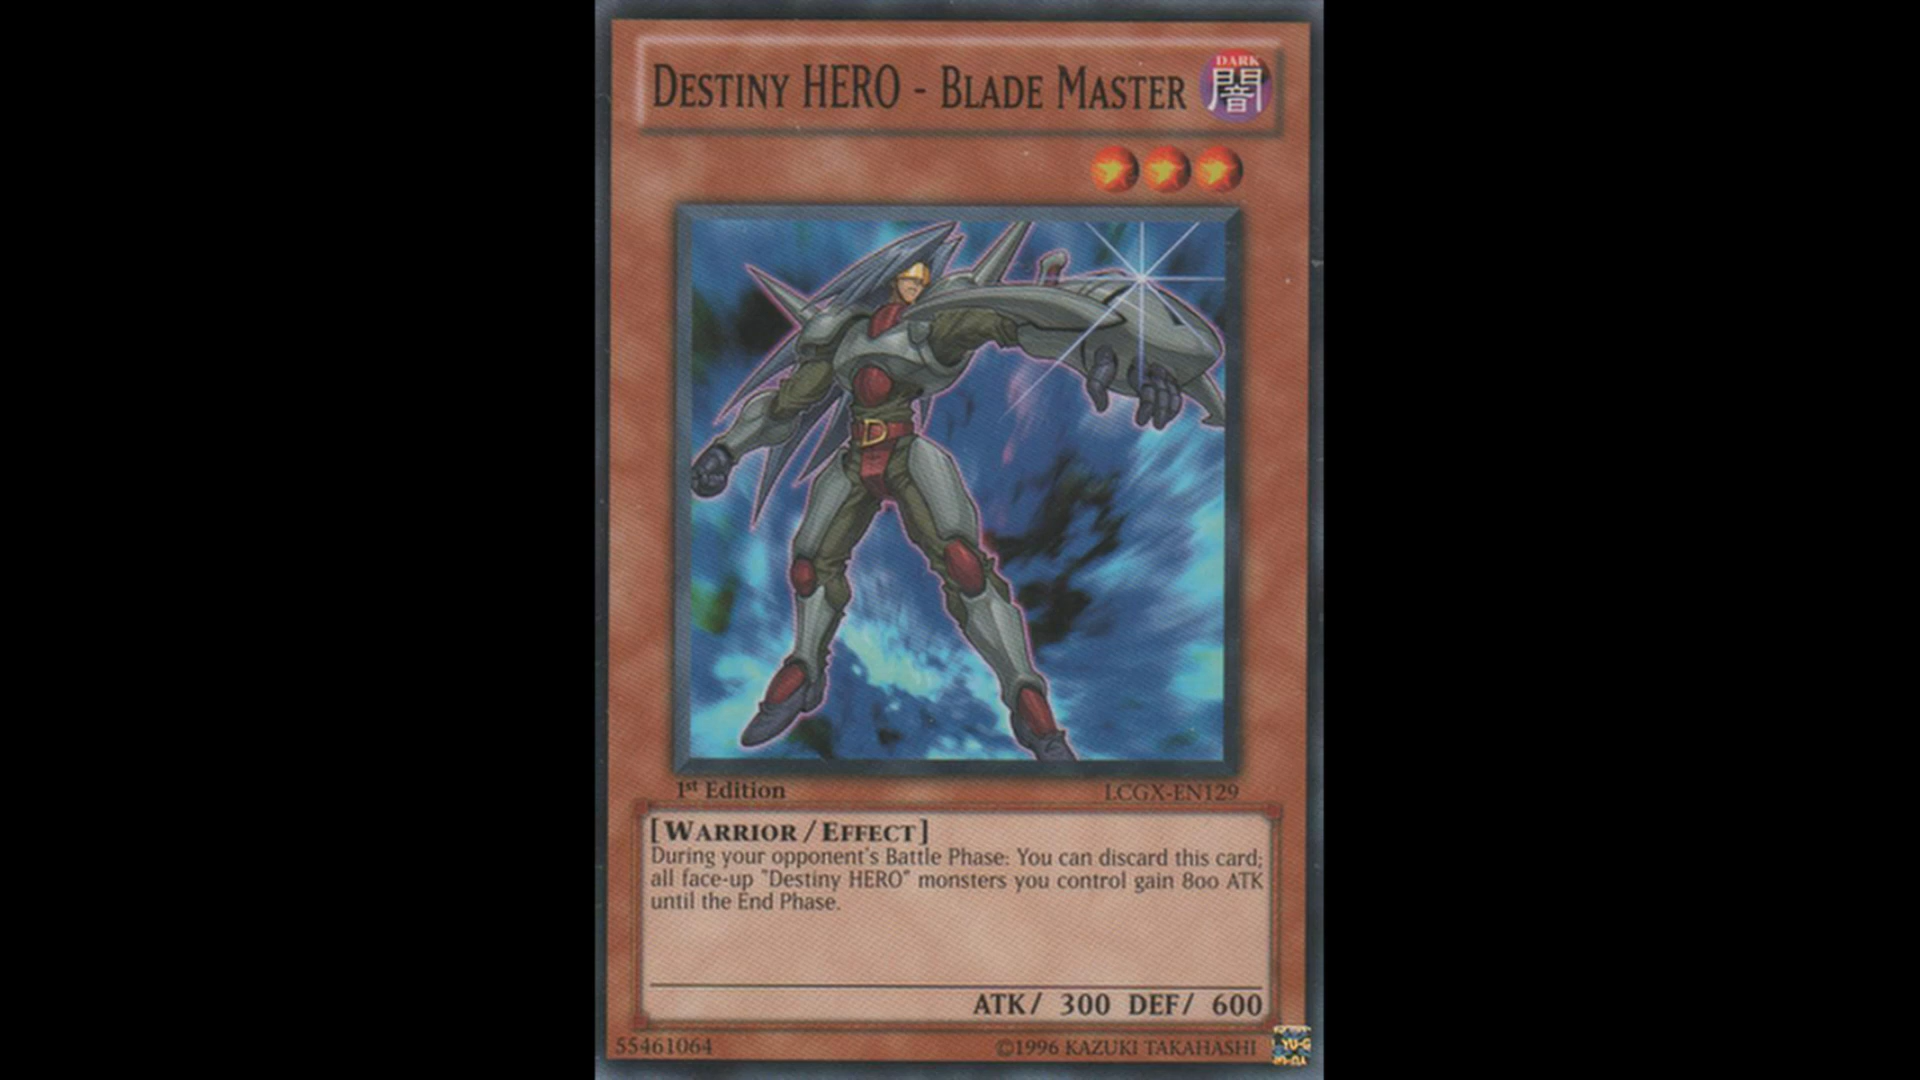 DESTINY HERO - BLADE MASTER
DARK
闇
1st Edition
LCGX-EN129
[WARRIOR/EFFECT]
During your opponent's Battle Phase: You can discard this card;
all face-up "Destiny HERO" monsters you control gain 800 ATK
until the End Phase.
ATK/ 300 DEF/ 600
55461064
©1996 KAZUKI TAKAHASHI